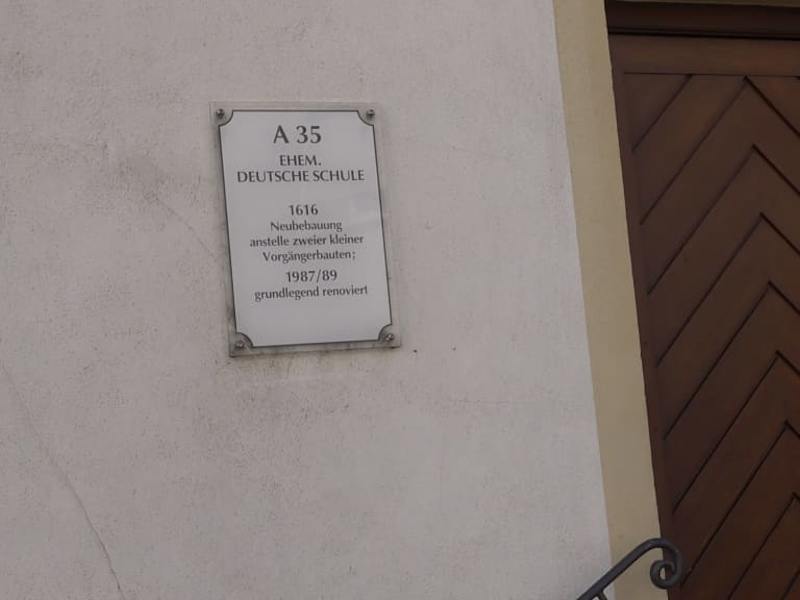 A 35
EHEM.
DEUTSCHE SCHULE
1616
Neubebauung
anstelle zweier kleiner
Vorgängerbauten;
1987/89
grundlegend renoviert